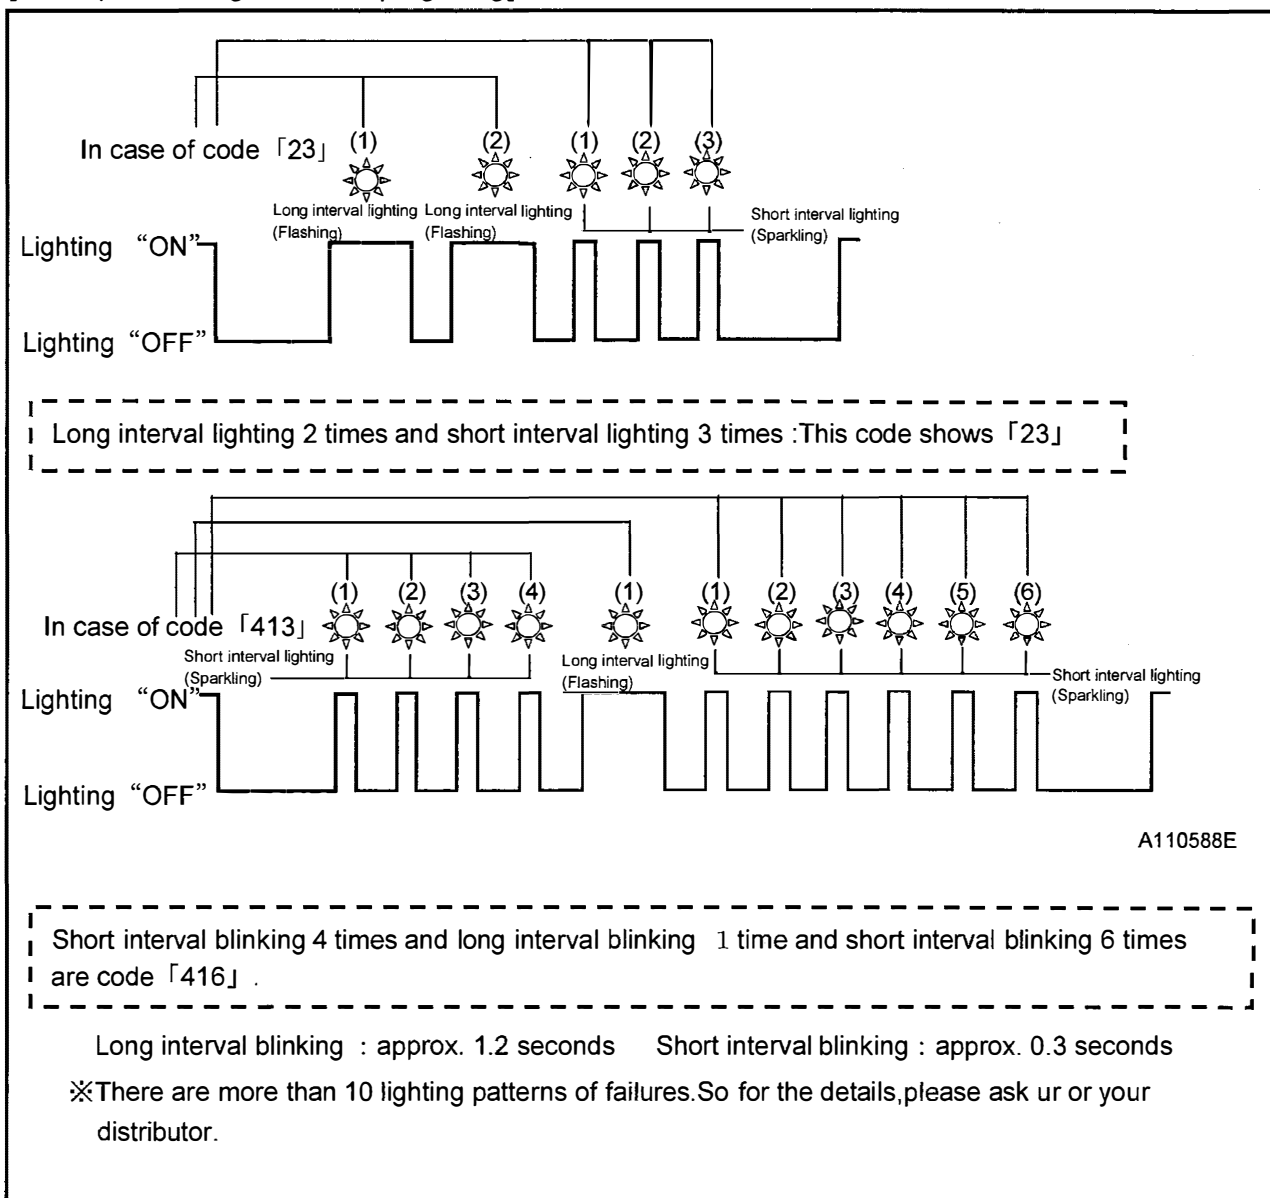 (1) (2) (1) (2) (3)
In case of code「23」
Long interval lighting Long interval lighting Short interval lighting
(Flashing) (Flashing) (Sparkling)
Lighting “ON”
Lighting “OFF”
Long interval lighting 2 times and short interval lighting 3 times :This code shows「23」
(1) (2) (3) (4) (1) (1) (2) (3) (4) (5) (6)
In case of code「413」
Short interval lighting Long interval lighting Short interval lighting
(Sparkling) (Flashing) (Sparkling)
Lighting “ON”
Lighting “OFF”
A110588E
Short interval blinking 4 times and long interval blinking 1 time and short interval blinking 6 times
are code「416」.
Long interval blinking : approx. 1.2 seconds Short interval blinking : approx. 0.3 seconds
※There are more than 10 lighting patterns of failures.So for the details,please ask ur or your
distributor.